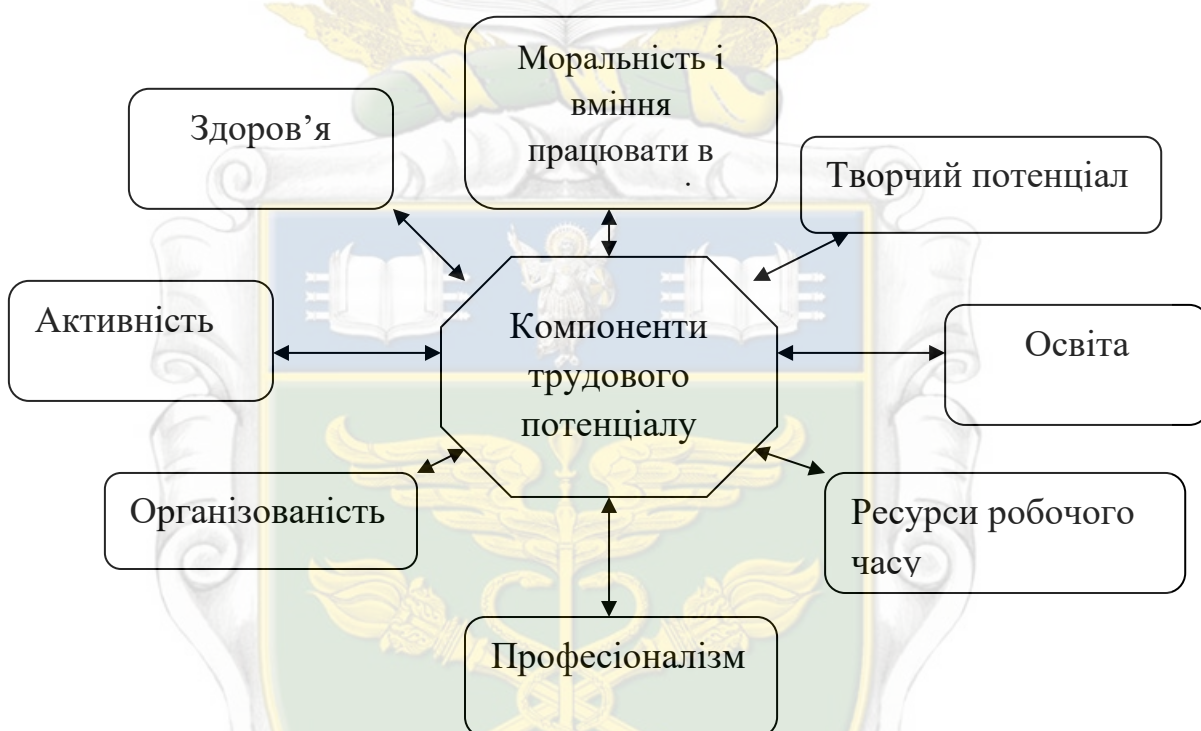 Моральність і
вміння
працювати в
Здоров’я
Творчий потенціал
Активність
Компоненти
трудового
потенціалу
Освіта
Організованість
Ресурси робочого
часу
Професіоналізм